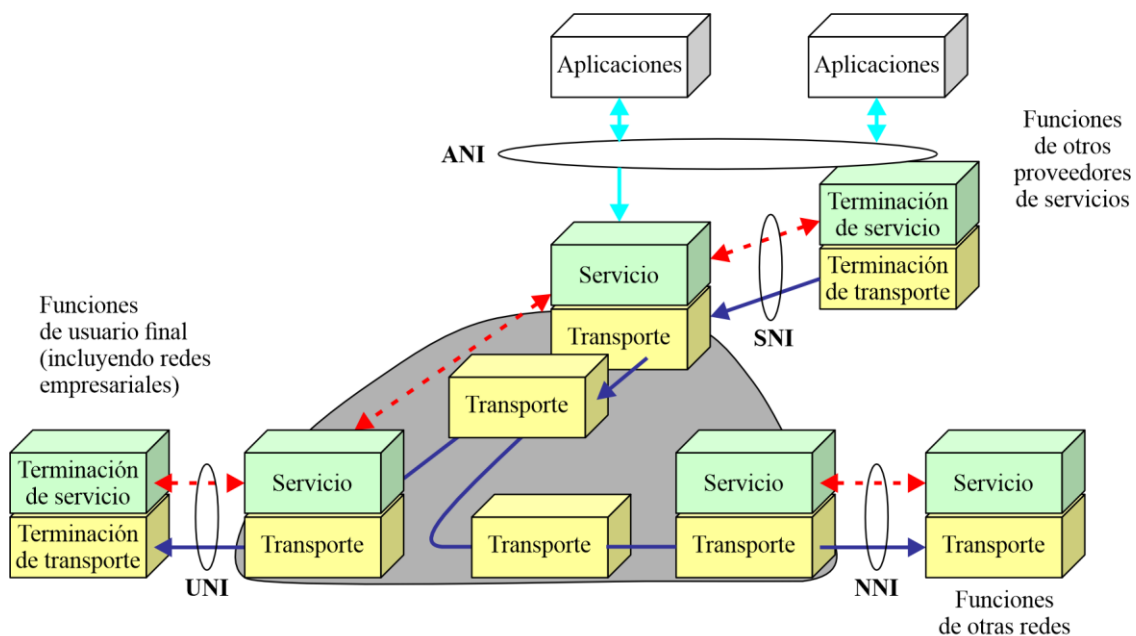 Aplicaciones
Aplicaciones
Funciones
de otros
proveedores
de servicios
ANI
Terminación
de servicio
Terminación
de transporte
Servicio
Transporte
SNI
Funciones
de usuario final
(incluyendo redes
empresariales)
Transporte
Terminación
de servicio
Terminación
de transporte
UNI
Servicio
Transporte
Transporte
Servicio
Transporte
NNI
Servicio
Transporte
Funciones
de otras redes